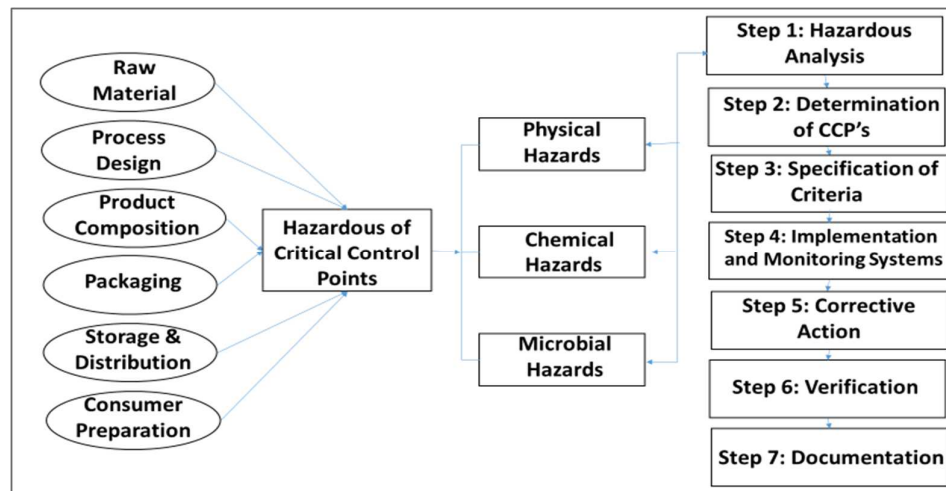 Raw
Material
Process
Design
Product
Composition
Packaging
Storage &
Distribution
Consumer
Preparation
Hazardous of
Critical Control
Points
Physical
Hazards
Chemical
Hazards
Microbial
Hazards
Step 1: Hazardous
Analysis
Step 2: Determination
of CCP's
Step 3: Specification of
Criteria
Step 4: Implementation
and Monitoring Systems
Step 5: Corrective
Action
Step 6: Verification
Step 7: Documentation